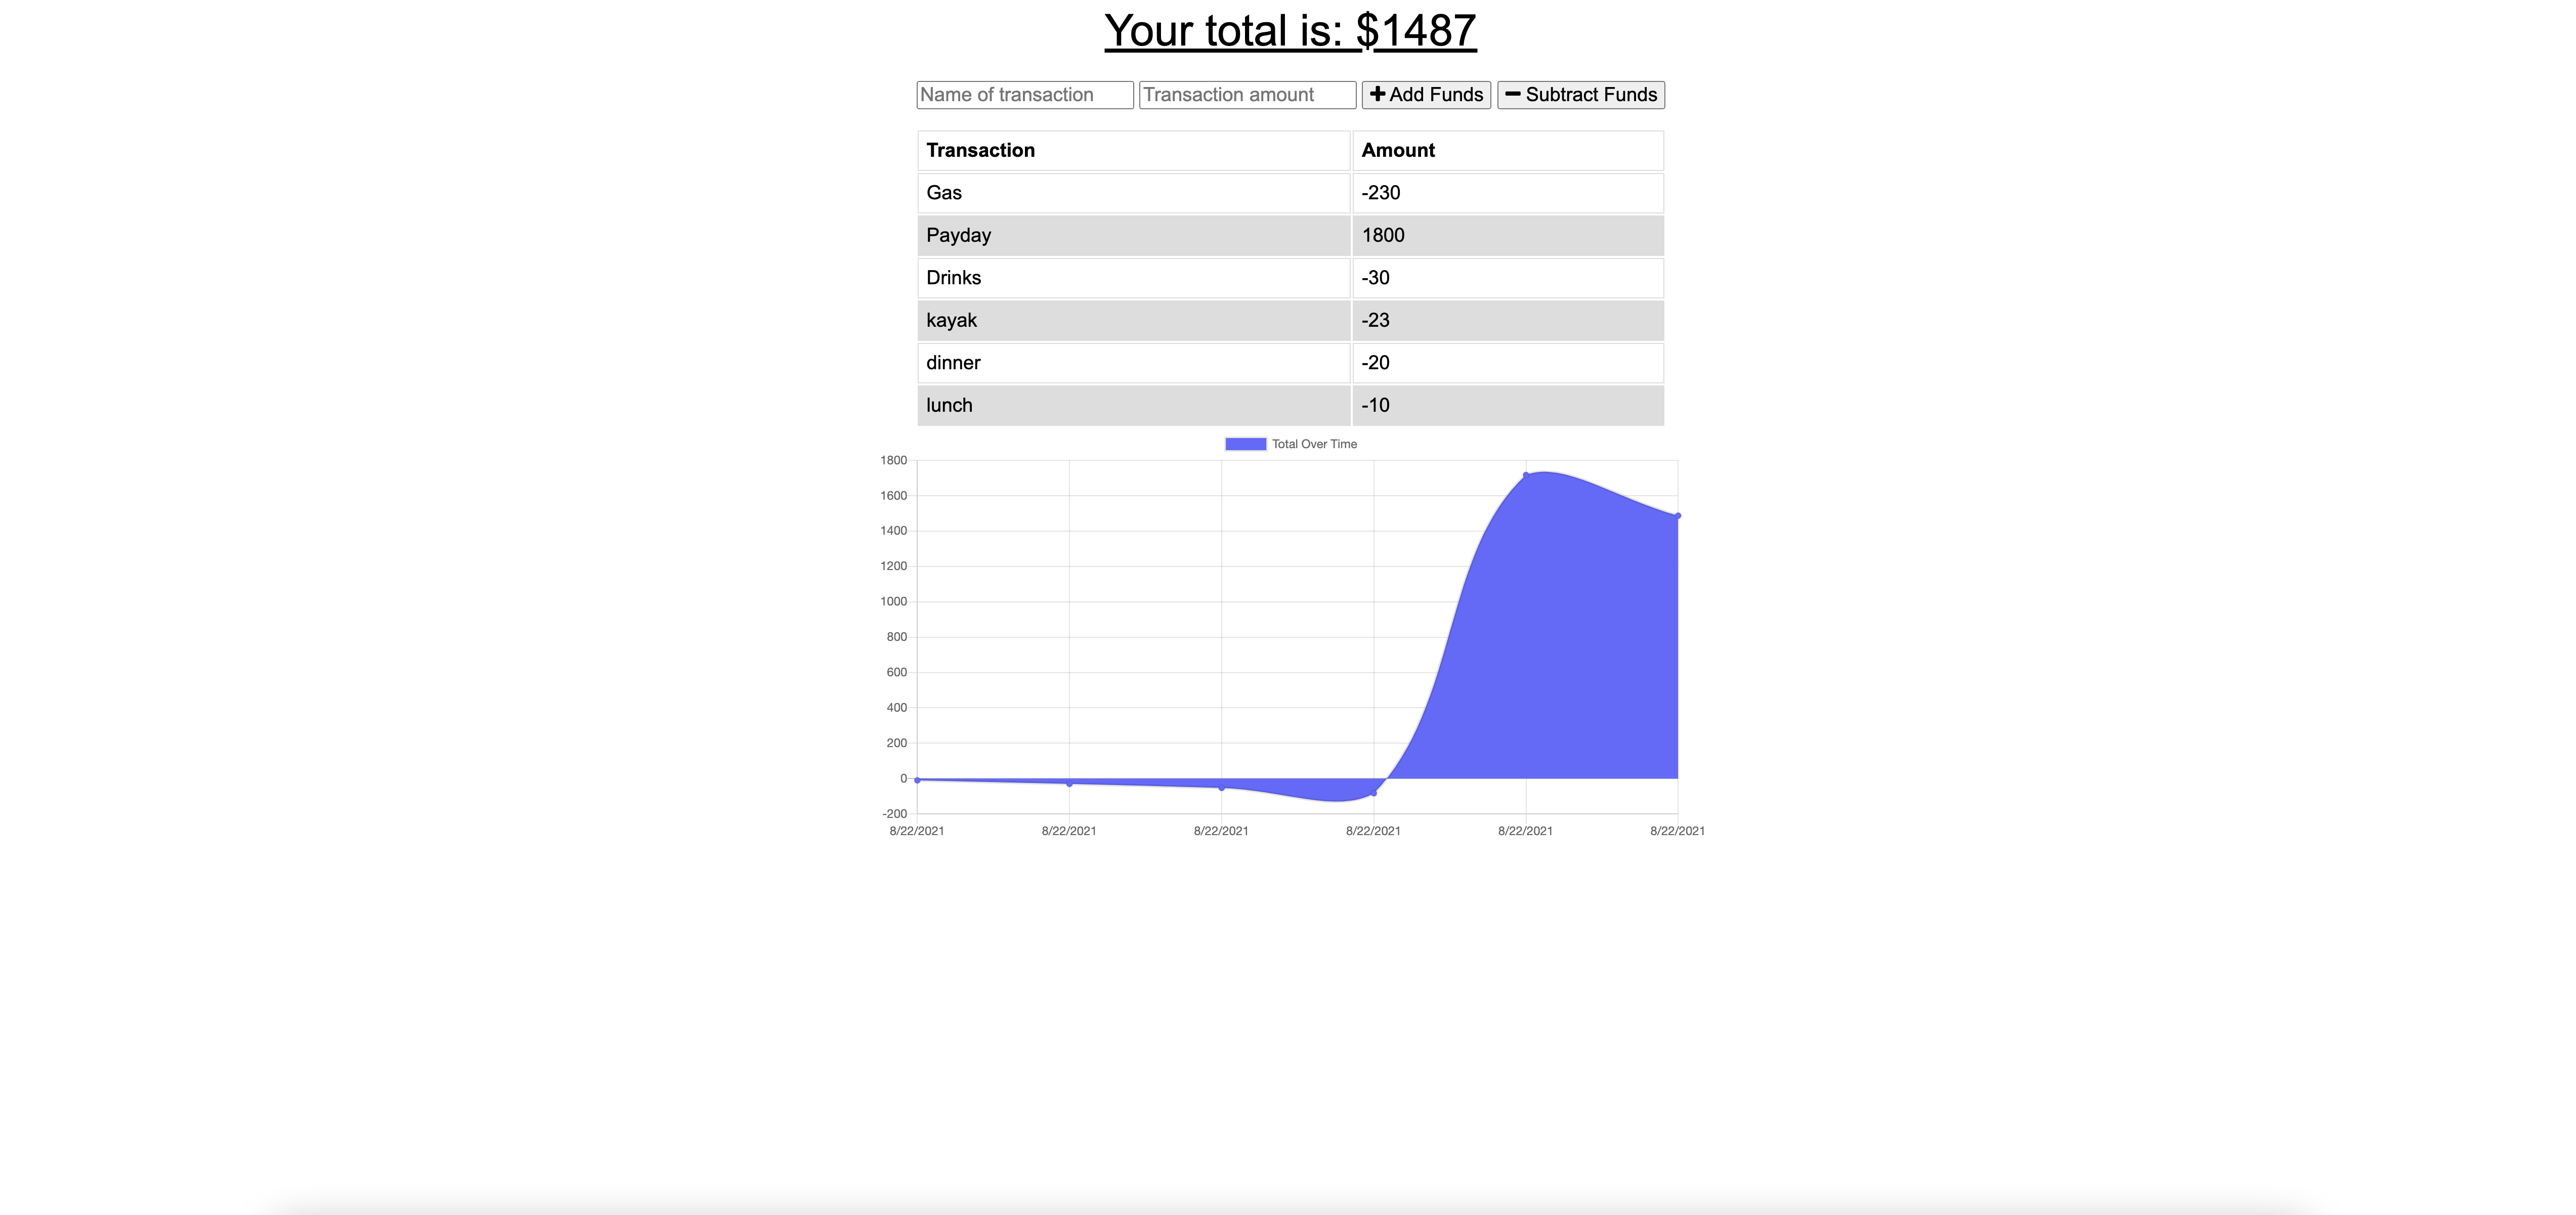 Your total is: $1487
Name of transaction Transaction amount Add Funds Subtract Funds
Transaction Amount
Gas -230
Payday 1800
Drinks -30
kayak -23
dinner -20
lunch -10
Total Over Time
1800
1600
1400
1200
1000
800
600
400
200
0
-200
8/22/2021 8/22/2021 8/22/2021 8/22/2021 8/22/2021 8/22/2021